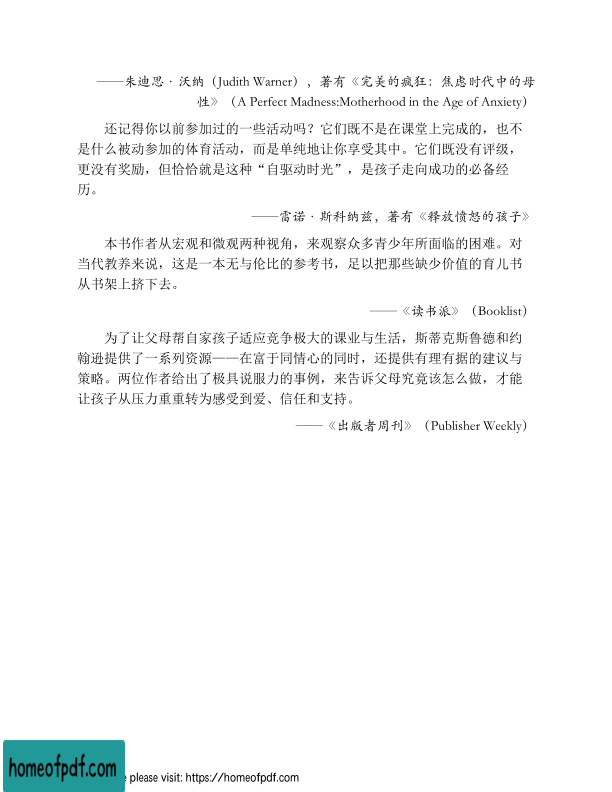 ——朱迪思·沃纳（Judith Warner），著有《完美的疯狂：焦虑时代中的母
性》（A Perfect Madness:Motherhood in the Age of Anxiety）
还记得你以前参加过的一些活动吗？它们既不是在课堂上完成的，也不
是什么被动参加的体育活动，而是单纯地让你享受其中。它们既没有评级，
更没有奖励，但恰恰就是这种“自驱动时光”，是孩子走向成功的必备经
历。
——雷诺·斯科纳兹，著有《释放愤怒的孩子》
本书作者从宏观和微观两种视角，来观察众多青少年所面临的困难。对
当代教养来说，这是一本无与伦比的参考书，足以把那些缺少价值的育儿书
从书架上挤下去。
——《读书派》（Booklist）
为了让父母帮自家孩子适应竞争极大的课业与生活，斯蒂克斯鲁德和约
翰逊提供了一系列资源——在富于同情心的同时，还提供有理有据的建议与
策略。两位作者给出了极具说服力的事例，来告诉父母究竟该怎么做，才能
让孩子从压力重重转为感受到爱、信任和支持。
——《出版者周刊》（Publisher Weekly）
homeofpdf.com
e please visit: https://homeofpdf.com